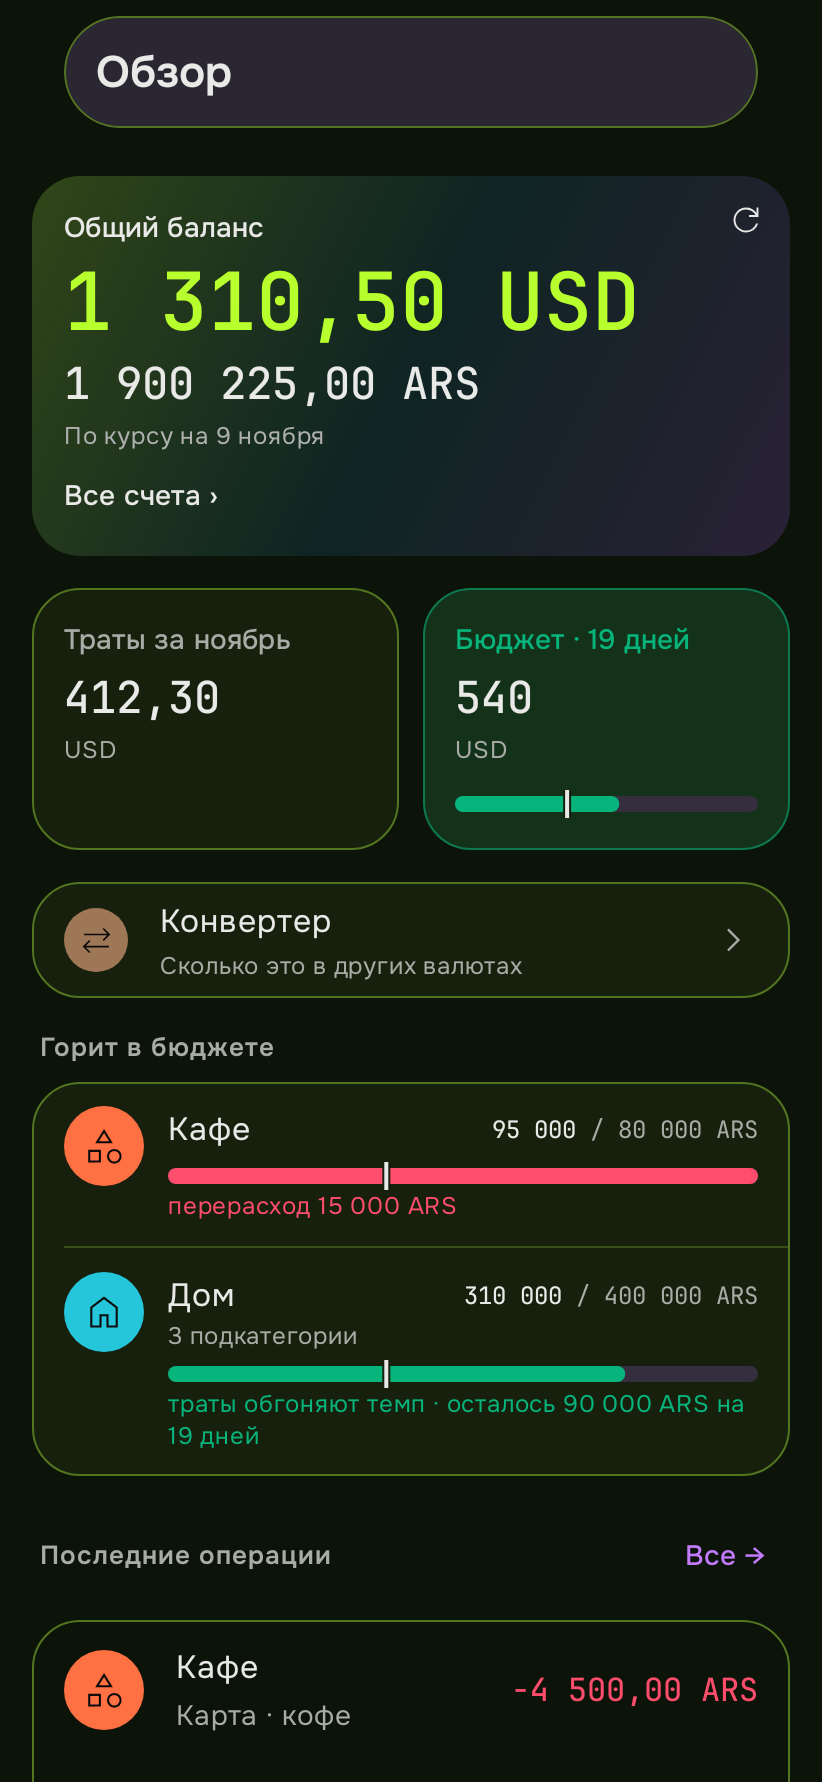 Обзор
Общий баланс
1 310,50 USD
1 900 225,00 ARS
По курсу на 9 ноября
Все счета ›
Траты за ноябрь
412,30
USD
Бюджет · 19 дней
540
USD
Конвертер
Сколько это в других валютах
Горит в бюджете
Кафе
95 000 / 80 000 ARS
перерасход 15 000 ARS
Дом
310 000 / 400 000 ARS
3 подкатегории
траты обгоняют темп · осталось 90 000 ARS на
19 дней
Последние операции
Все →
Кафе
-4 500,00 ARS
Карта · кофе